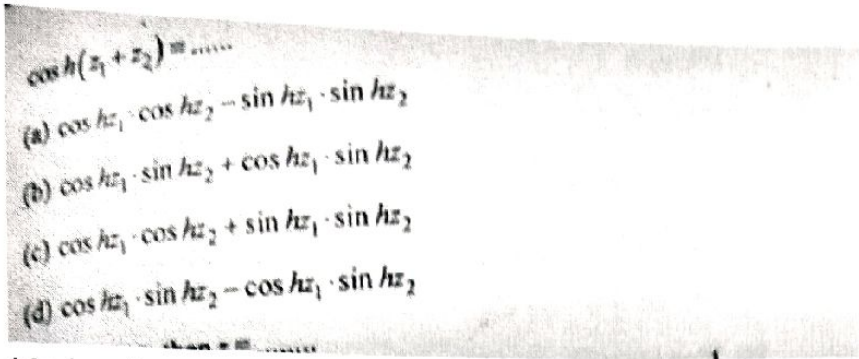 cos h(z₁ + z₂) = ......
(a) cos hz₁ · cos hz₂ − sin hz₁ · sin hz₂
(b) cos hz₁ · sin hz₂ + cos hz₁ · sin hz₂
(c) cos hz₁ · cos hz₂ + sin hz₁ · sin hz₂
(d) cos hz₁ · sin hz₂ − cos hz₁ · sin hz₂